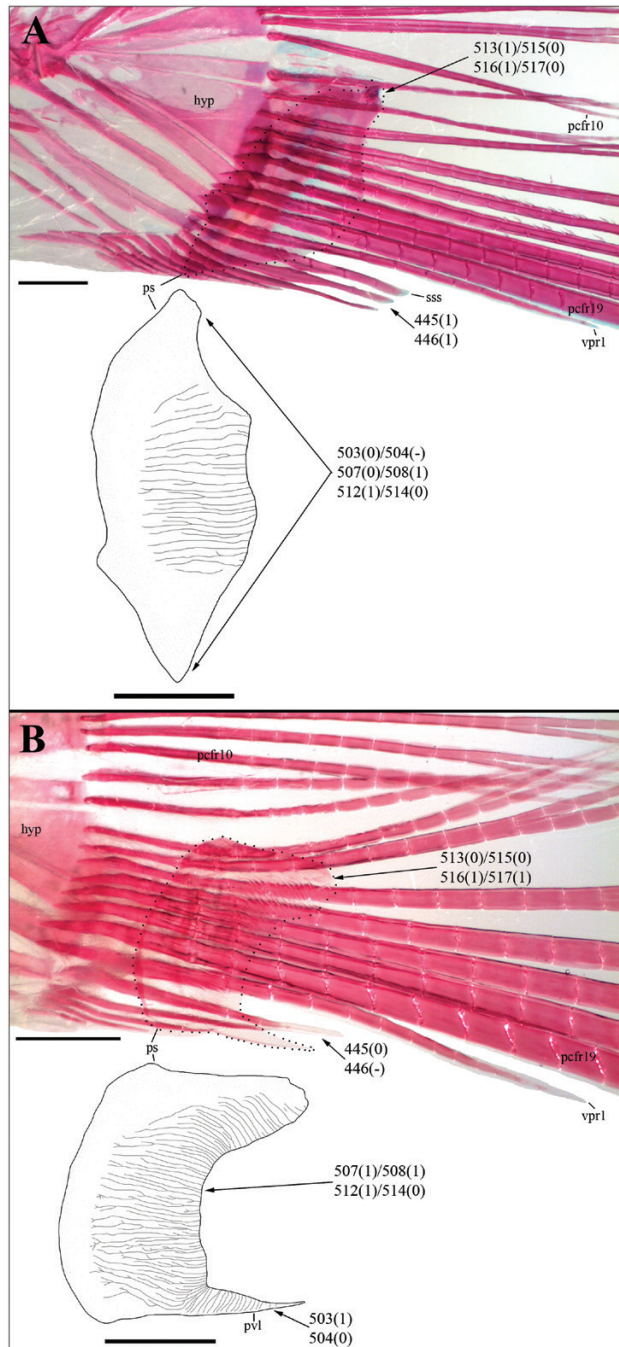 A
513(1)/515(0)
516(1)/517(0)
hyp
pcfr10
ps
sss
pcfr19
445(1)
446(1)
vpr1
503(0)/504(-)
507(0)/508(1)
512(1)/514(0)
B
pcfr10
hyp
513(0)/515(0)
516(1)/517(1)
ps
445(0)
446(-)
pcfr19
vpr1
507(1)/508(1)
512(1)/514(0)
pvl
503(1)
504(0)